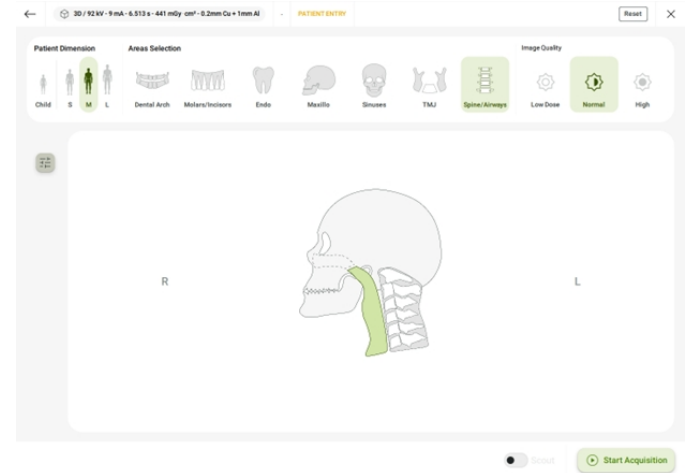 3D / 92 kV - 9 mA - 6.513 s - 441 mGy cm² - 0.2mm Cu + 1mm Al - PATIENT ENTRY Reset
Patient Dimension Areas Selection Image Quality
Child S M L Dental Arch Molars/Incisors Endo Maxillo Sinuses TMJ Spine/Airways Low Dose Normal High
R L
Scout Start Acquisition